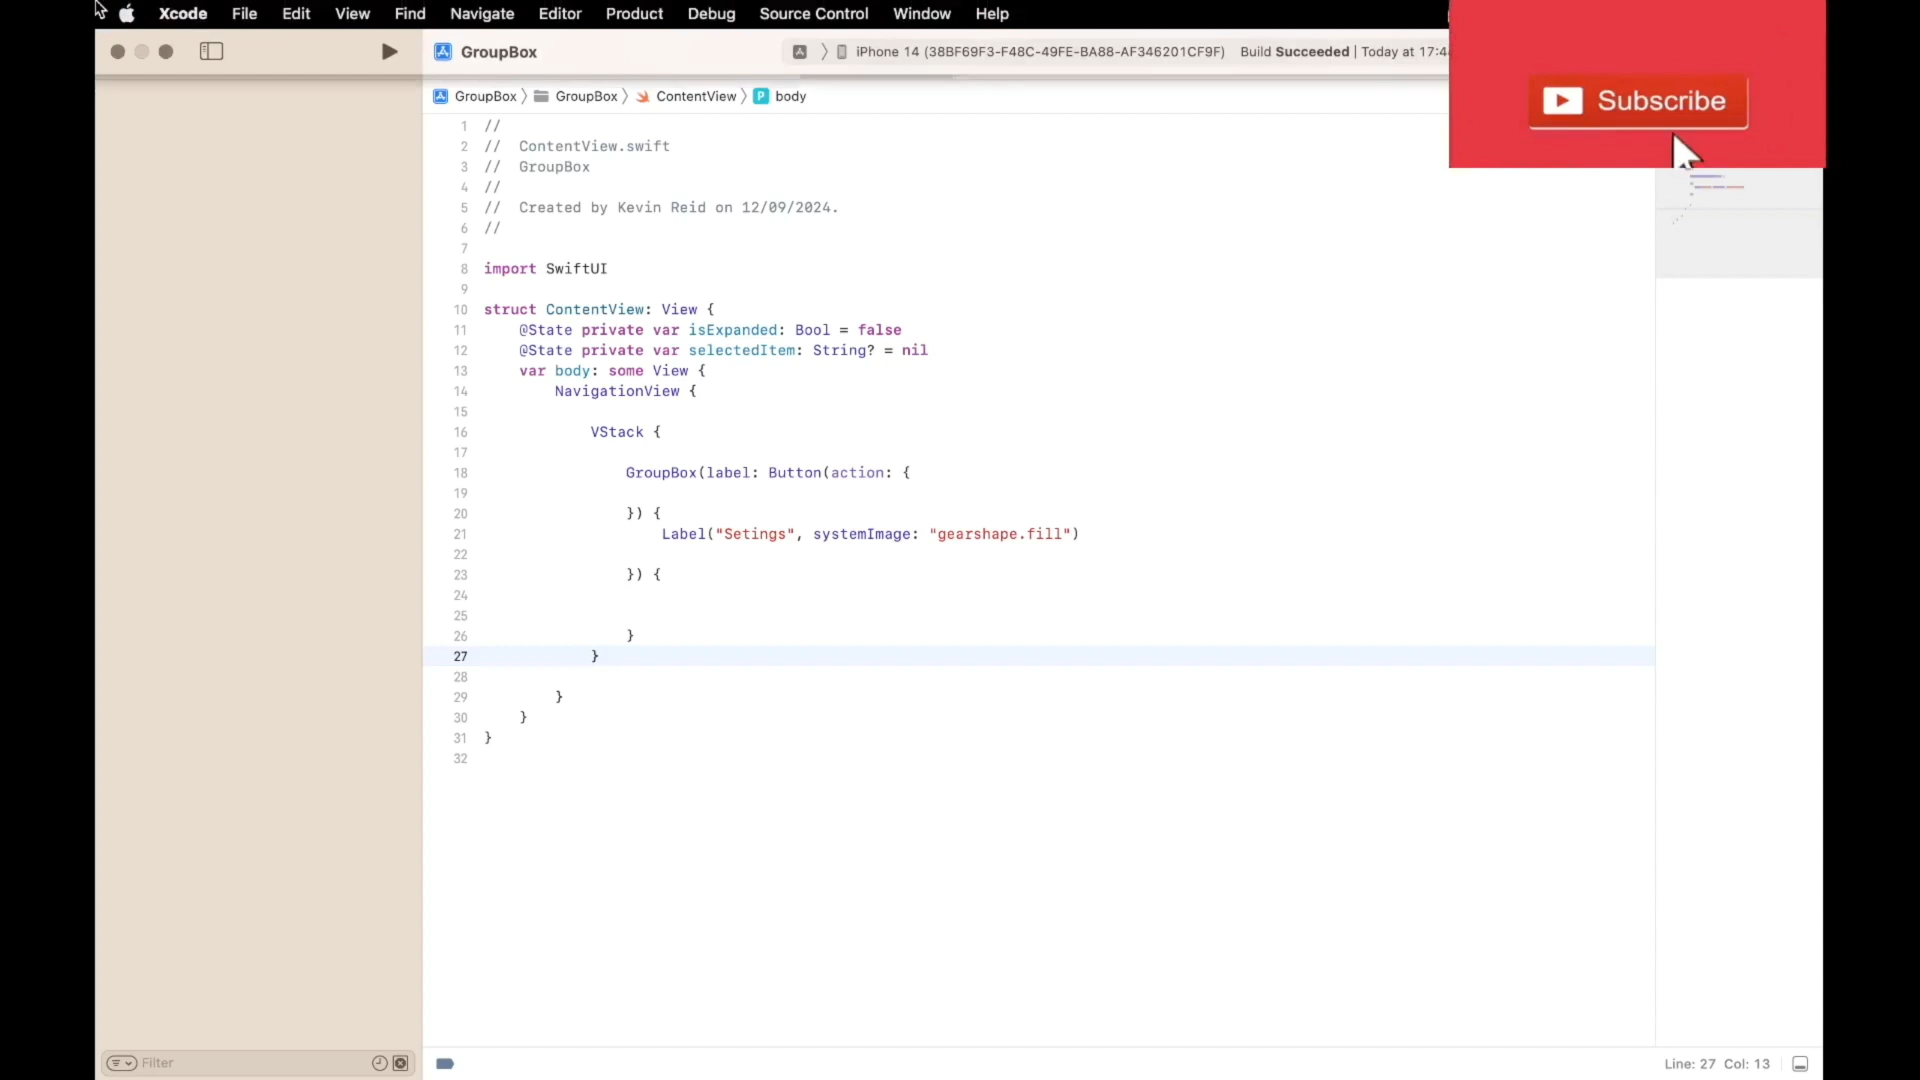 Xcode File Edit View Find Navigate Editor Product Debug Source Control Window Help
GroupBox
iPhone 14 (38BF69F3-F48C-49FE-BA88-AF346201CF9F) Build Succeeded | Today at 17:4
Subscribe
GroupBox GroupBox ContentView P body
1 //
2 // ContentView.swift
3 // GroupBox
4 //
5 // Created by Kevin Reid on 12/09/2024.
6 //
7
8 import SwiftUI
9
10 struct ContentView: View {
11 @State private var isExpanded: Bool = false
12 @State private var selectedItem: String? = nil
13 var body: some View {
14 NavigationView {
15
16 VStack {
17
18 GroupBox(label: Button(action: {
19
20 }) {
21 Label("Setings", systemImage: "gearshape.fill")
22
23 }) {
24
25
26 }
27 }
28
29 }
30 }
31 }
32
Filter
Line: 27 Col: 13